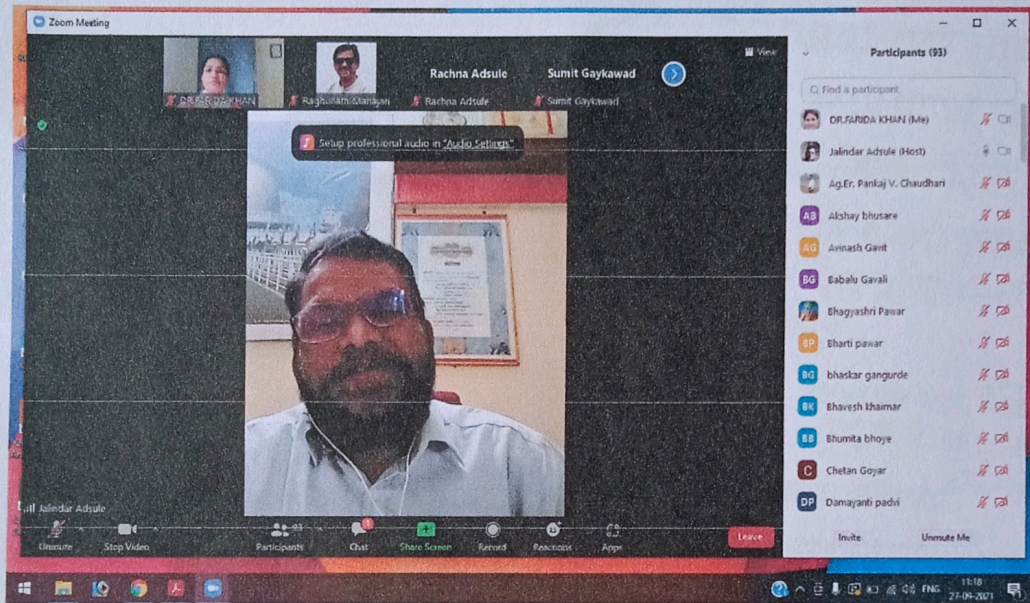 Zoom Meeting
View
Rachna Adsule
Sumit Gaykawad
DR.FARIDA KHAN
Raghunath Mahajan
Rachna Adsule
Sumit Gaykawad
Setup professional audio in "Audio Settings"
Jalindar Adsule
Unmute
Stop Video
93
Participants
1
Chat
Share Screen
Record
Reactions
Apps
Leave
Participants (93)
Find a participant
DR.FARIDA KHAN (Me)
Jalindar Adsule (Host)
Ag.Er. Pankaj V. Chaudhari
AB Akshay bhusare
AG Avinash Gavit
BG Babalu Gavali
Bhagyashri Pawar
BP Bharti pawar
BG bhaskar gangurde
BK Bhavesh khairnar
BB Bhumita bhoye
C Chetan Goyar
DP Damayanti padvi
Invite
Unmute Me
ENG
11:18
27-09-2021